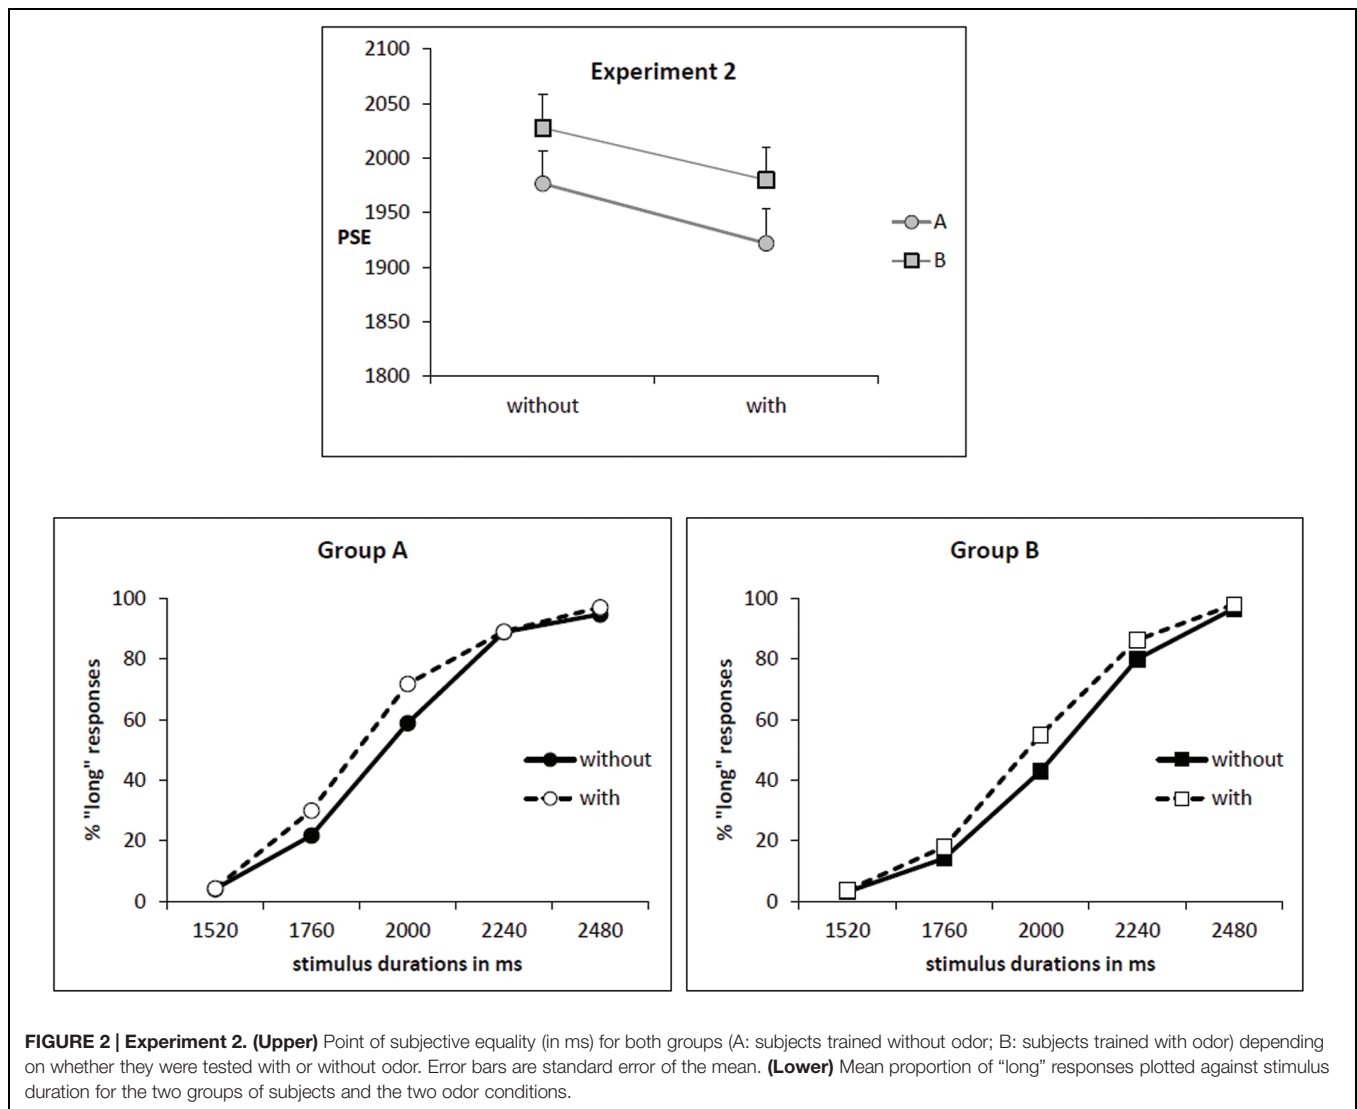 Experiment 2
2100
2050
2000
1950
PSE
1900
1850
1800
without with
A
B
Group A
100
80
60
40
20
0
% "long" responses
without
with
1520 1760 2000 2240 2480
stimulus durations in ms
Group B
100
80
60
40
20
0
% "long" responses
without
with
1520 1760 2000 2240 2480
stimulus durations in ms
FIGURE 2 | Experiment 2. (Upper) Point of subjective equality (in ms) for both groups (A: subjects trained without odor; B: subjects trained with odor) depending
on whether they were tested with or without odor. Error bars are standard error of the mean. (Lower) Mean proportion of “long” responses plotted against stimulus
duration for the two groups of subjects and the two odor conditions.